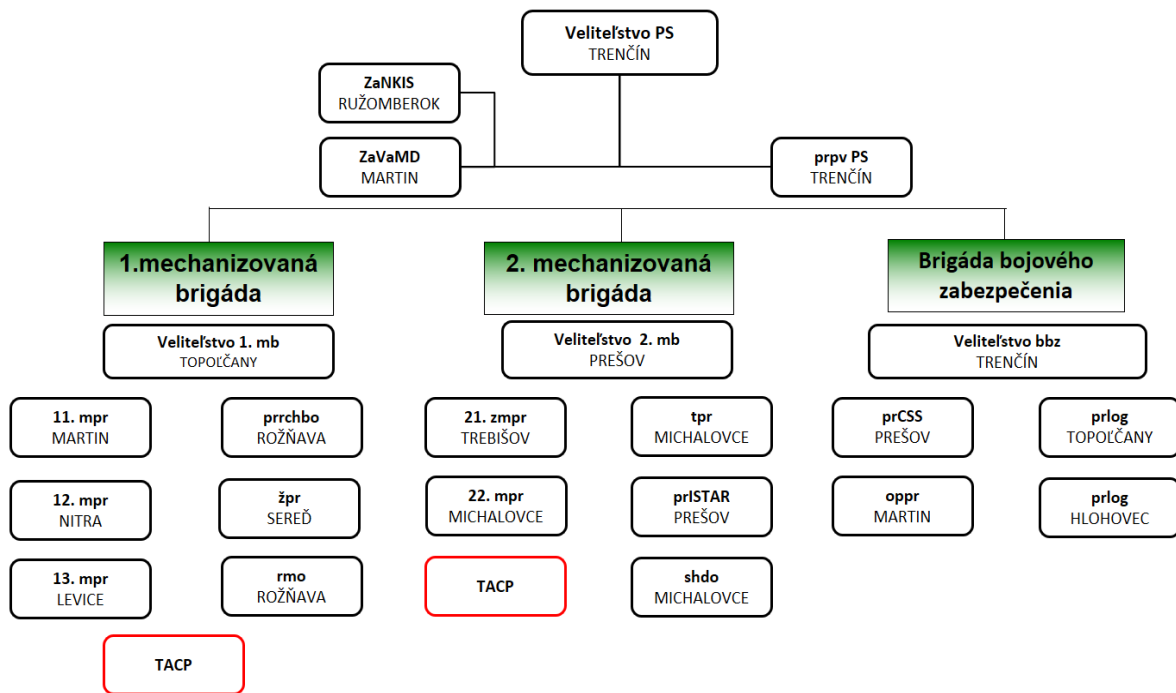 Veliteľstvo PS
TRENČÍN
ZaNKIS
RUŽOMBEROK
ZaVaMD
MARTIN
prpv PS
TRENČÍN
1.mechanizovaná
brigáda
Veliteľstvo 1. mb
TOPOĽČANY
11. mpr
MARTIN
prrchbo
ROŽŇAVA
12. mpr
NITRA
žpr
SEREĎ
13. mpr
LEVICE
rmo
ROŽŇAVA
TACP
2. mechanizovaná
brigáda
Veliteľstvo 2. mb
PREŠOV
21. zmpr
TREBIŠOV
tpr
MICHALOVCE
22. mpr
MICHALOVCE
prISTAR
PREŠOV
TACP
shdo
MICHALOVCE
Brigáda bojového
zabezpečenia
Veliteľstvo bbz
TRENČÍN
prCSS
PREŠOV
prlog
TOPOĽČANY
oppr
MARTIN
prlog
HLOHOVEC